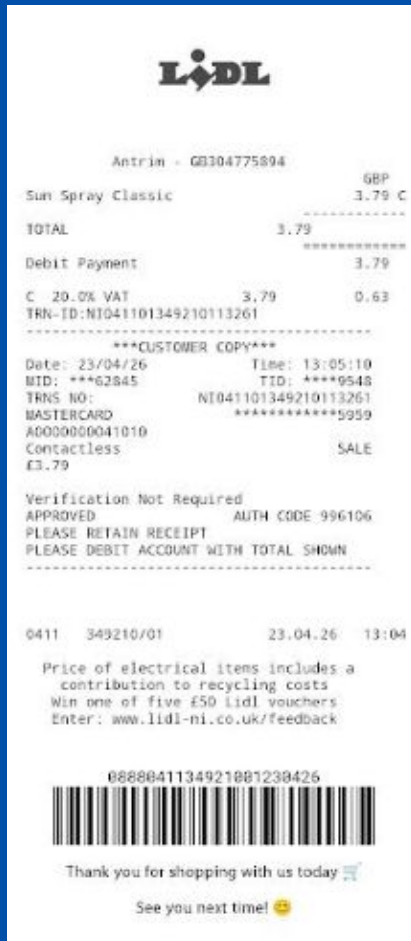 LiDL
Antrim - GB304775894
GBP
Sun Spray Classic 3.79 C
------------
TOTAL 3.79
============
Debit Payment 3.79
C 20.0% VAT 3.79 0.63
TRN-ID:NI041101349210113261
----------------------------------------
***CUSTOMER COPY***
Date: 23/04/26 Time: 13:05:10
MID: ***62845 TID: ****9548
TRNS NO: NI041101349210113261
MASTERCARD ************5959
A0000000041010
Contactless SALE
£3.79
Verification Not Required
APPROVED AUTH CODE 996106
PLEASE RETAIN RECEIPT
PLEASE DEBIT ACCOUNT WITH TOTAL SHOWN
----------------------------------------
0411 349210/01 23.04.26 13:04
Price of electrical items includes a
contribution to recycling costs
Win one of five £50 Lidl vouchers
Enter: www.lidl-ni.co.uk/feedback
08880411349210​01230426
Thank you for shopping with us today 🛒
See you next time! 😊